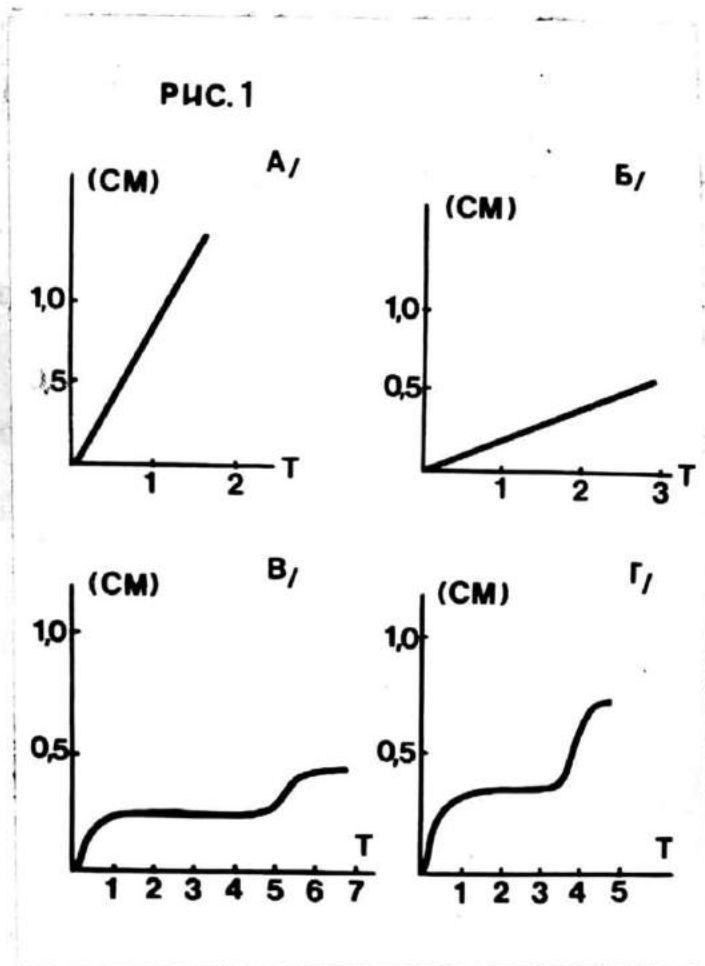 РИС. 1
А/
(СМ)
1,0
,5
1 2 Т
Б/
(СМ)
1,0
0,5
1 2 3 Т
В/
(СМ)
1,0
0,5
Т
1 2 3 4 5 6 7
Г/
(СМ)
1,0
0,5
Т
1 2 3 4 5